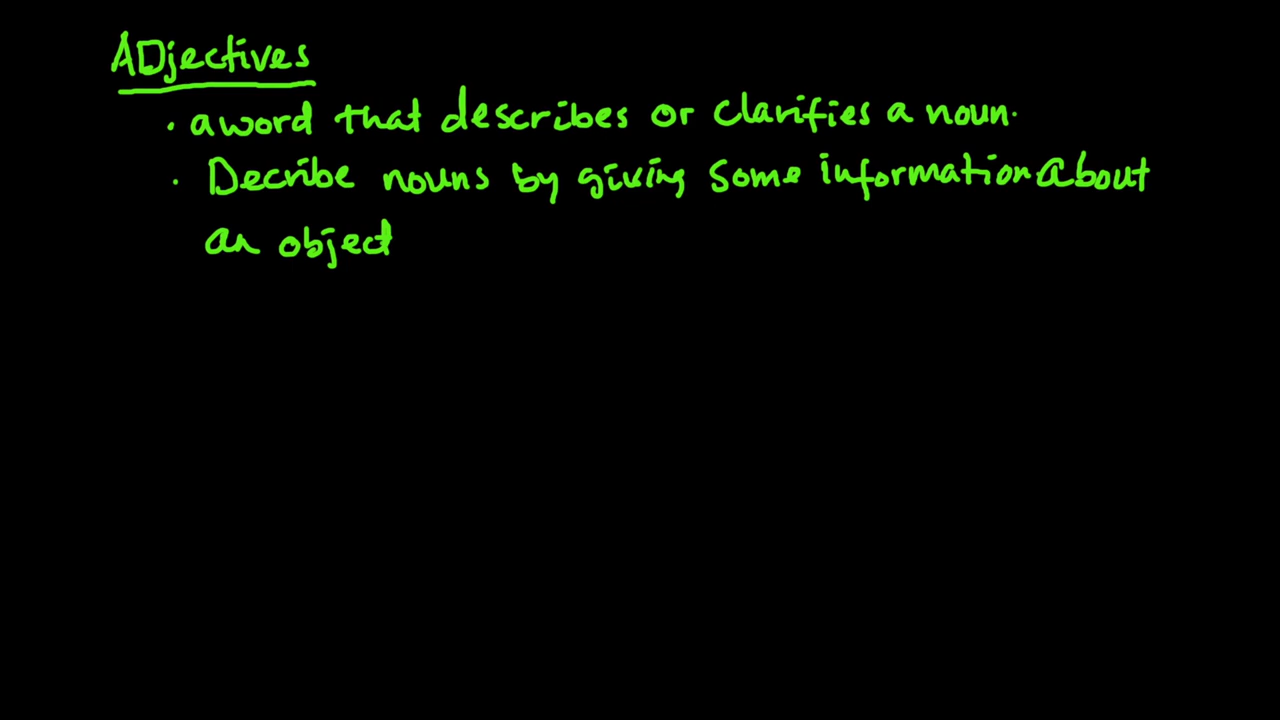 ADjectives
• a word that describes or clarifies a noun.
• Decribe nouns by giving some information about
an object